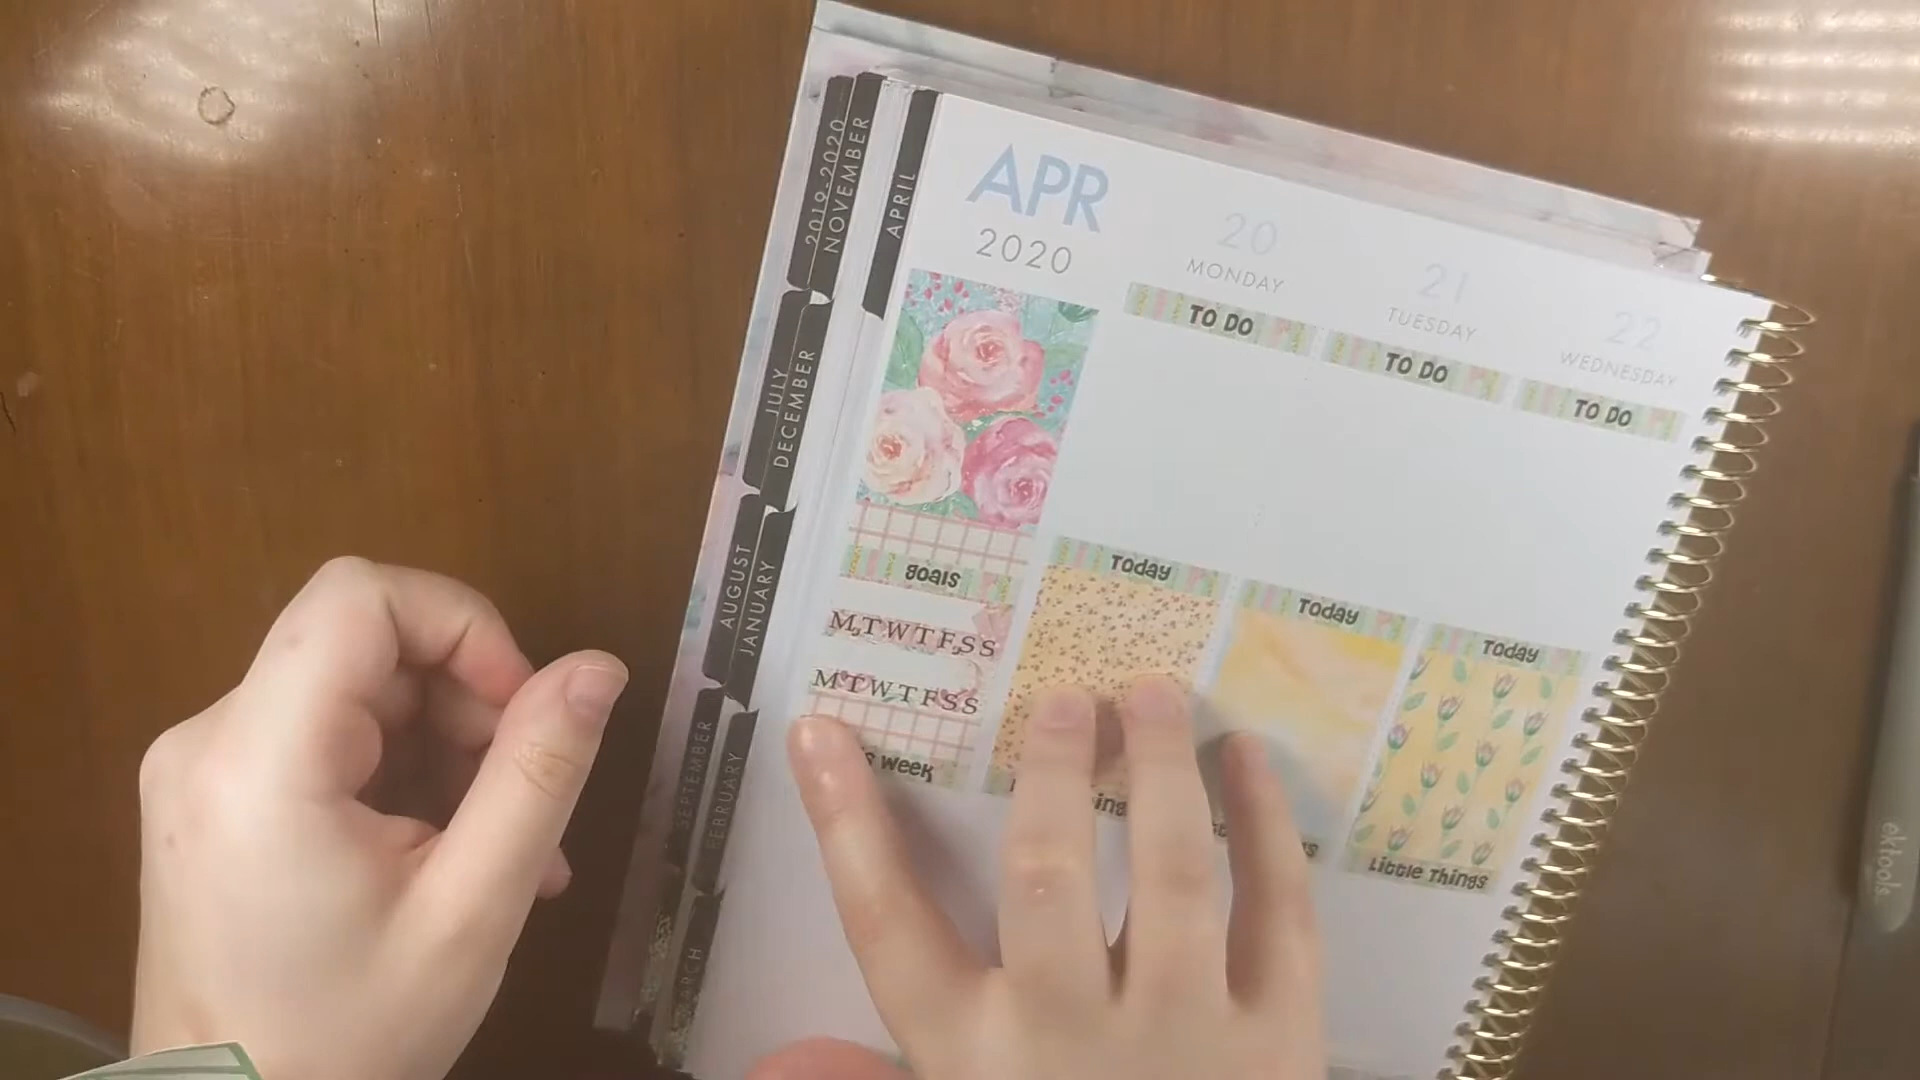 2019-2020
NOVEMBER
APRIL
JULY
DECEMBER
AUGUST
JANUARY
SEPTEMBER
FEBRUARY
APR
2020
20
MONDAY
21
TUESDAY
22
WEDNESDAY
TO DO
TO DO
TO DO
goals
MTWTFSS
MTWTFSS
week
Today
Today
Today
Little Things
ektools